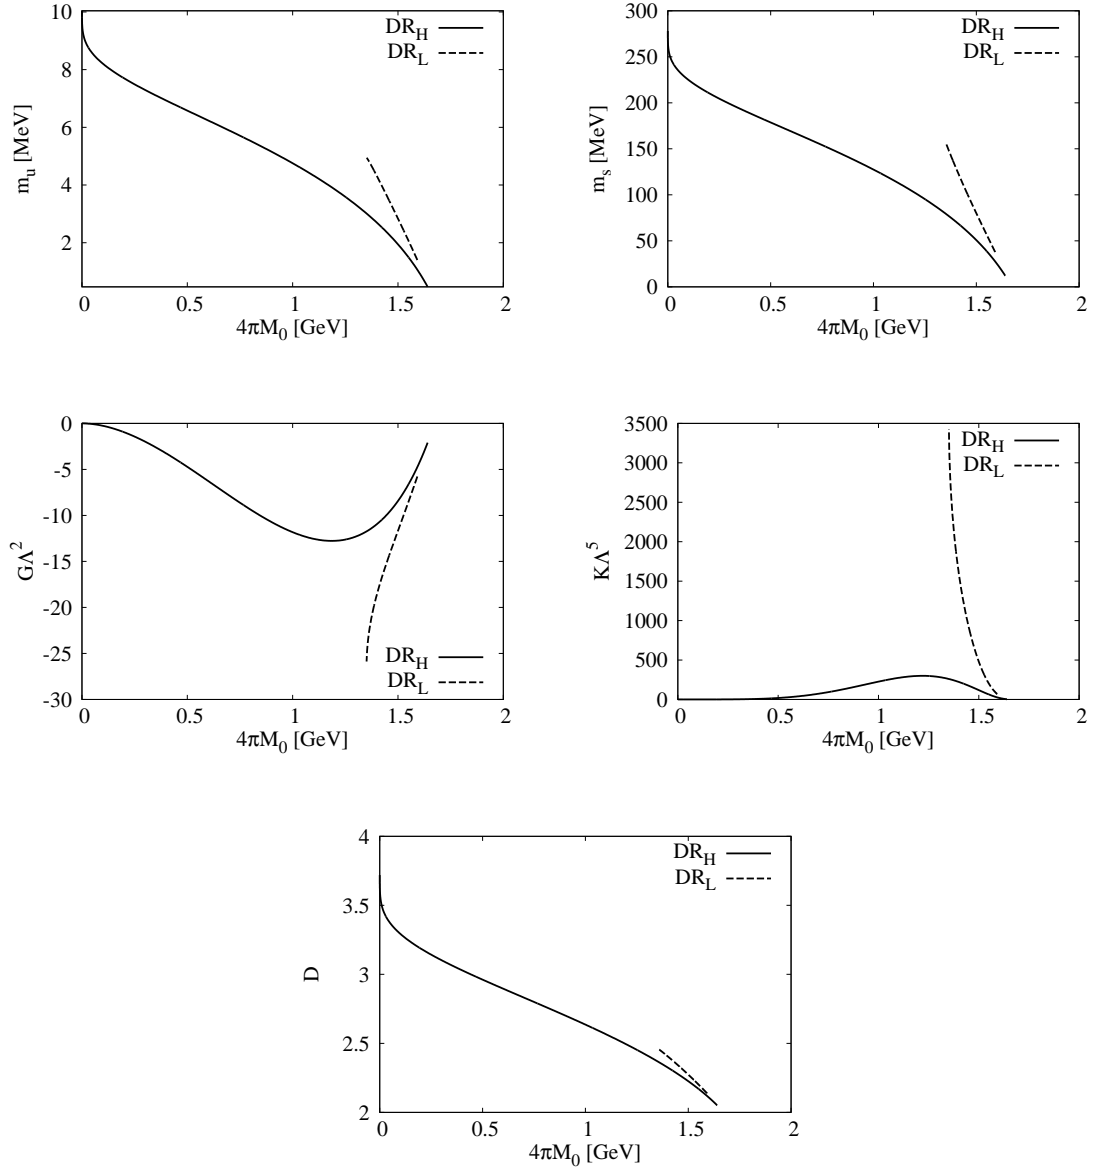 10
8
6
4
2
0
0.5
1
1.5
2
m_u [MeV]
4πM_0 [GeV]
DR_H
DR_L
300
250
200
150
100
50
0
0
0.5
1
1.5
2
m_s [MeV]
4πM_0 [GeV]
DR_H
DR_L
0
-5
-10
-15
-20
-25
-30
0
0.5
1
1.5
2
GΛ^2
4πM_0 [GeV]
DR_H
DR_L
3500
3000
2500
2000
1500
1000
500
0
0
0.5
1
1.5
2
KΛ^5
4πM_0 [GeV]
DR_H
DR_L
4
3.5
3
2.5
2
0
0.5
1
1.5
2
D
4πM_0 [GeV]
DR_H
DR_L